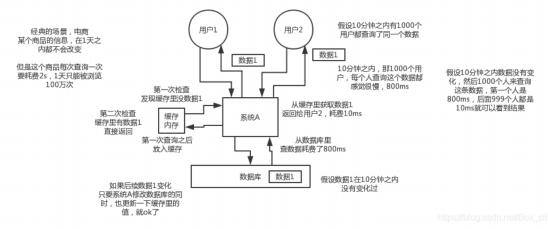 经典的场景，电商
某个商品的信息，在1天之
内都不会改变
但是这个商品每次查询一次
要耗费2s，1天只能被浏览
100万次
用户1
用户2
数据1
数据1
假设10分钟之内有1000个
用户都查询了同一个数据
10分钟之内，那1000个用
户，每个人查询这个数据都
感觉很慢，800ms
假设10分钟之内数据没有变
化，然后1000个人来查询
这条数据，第一个人是
800ms，后面999个人都是
10ms就可以看到结果
第一次检查
发现缓存里没数据1
第二次检查
缓存里有数据1
直接返回
缓存
内存
第一次查询之后
放入缓存
系统A
从缓存里获取数据1
返回给用户2，耗费10ms
从数据库里
查数据耗费了800ms
数据库
数据1
假设数据1在10分钟之内
没有变化过
如果后续数据1变化
只要系统A修改数据库的同
时，也更新一下缓存里的
值，就ok了